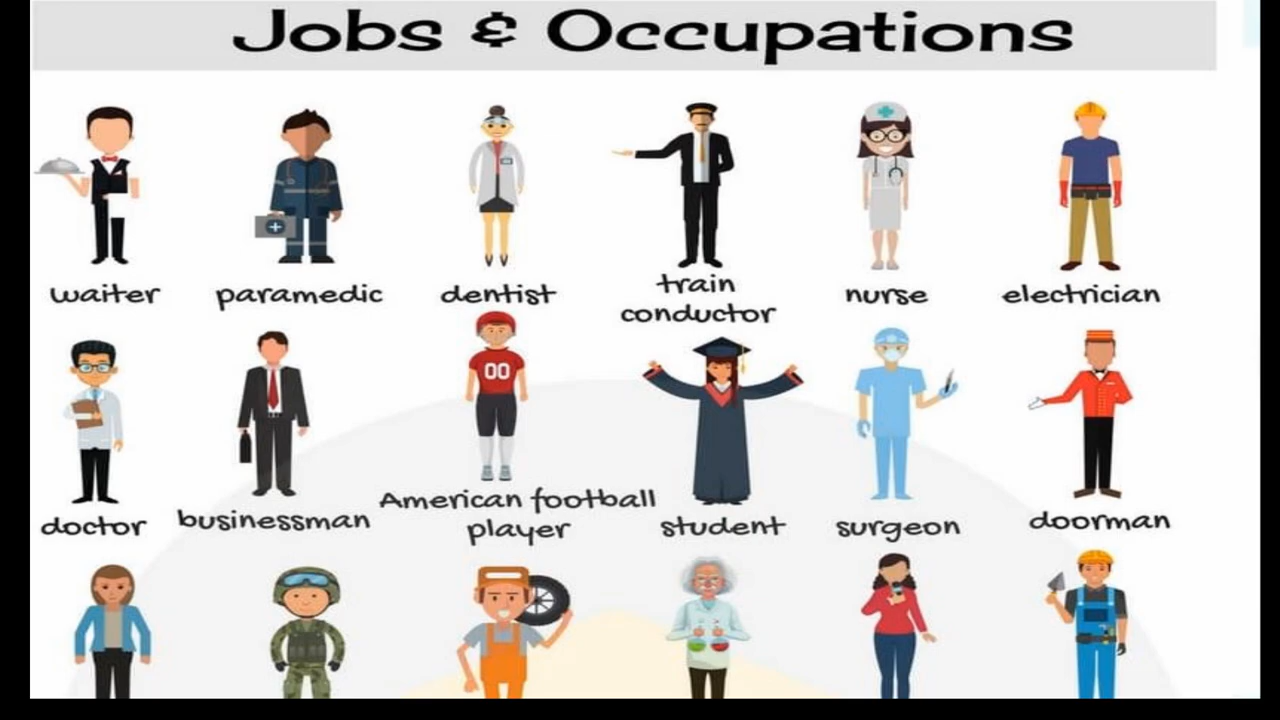 Jobs & Occupations
waiter
paramedic
dentist
train
conductor
nurse
electrician
00
doctor
businessman
American football
player
student
surgeon
doorman